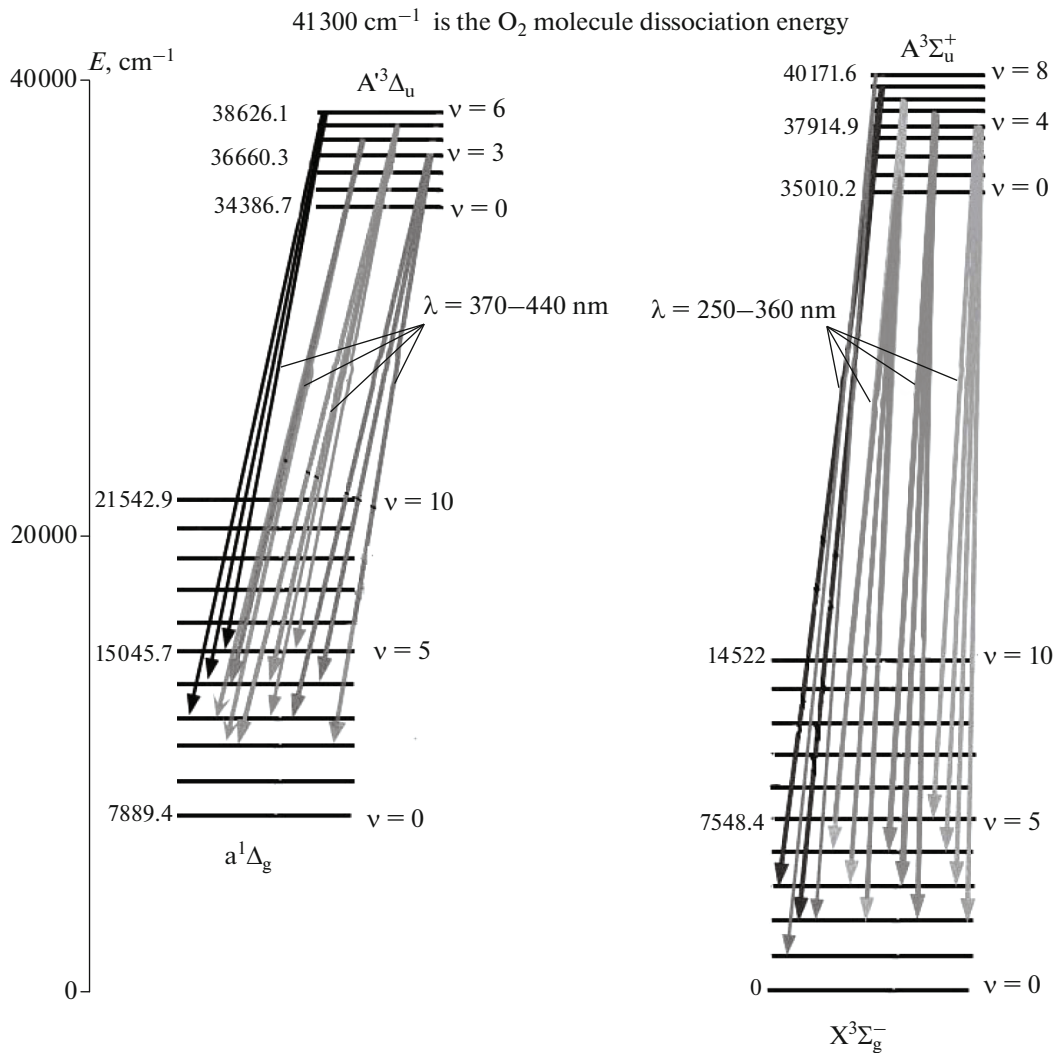 41300 cm⁻¹ is the O₂ molecule dissociation energy
E, cm⁻¹
40000
20000
0
A'³Δᵤ
38626.1
ν = 6
36660.3
ν = 3
34386.7
ν = 0
λ = 370–440 nm
21542.9
ν = 10
15045.7
ν = 5
7889.4
ν = 0
a¹Δg
A³Σᵤ⁺
40171.6
ν = 8
37914.9
ν = 4
35010.2
ν = 0
λ = 250–360 nm
14522
ν = 10
7548.4
ν = 5
0
ν = 0
X³Σg⁻